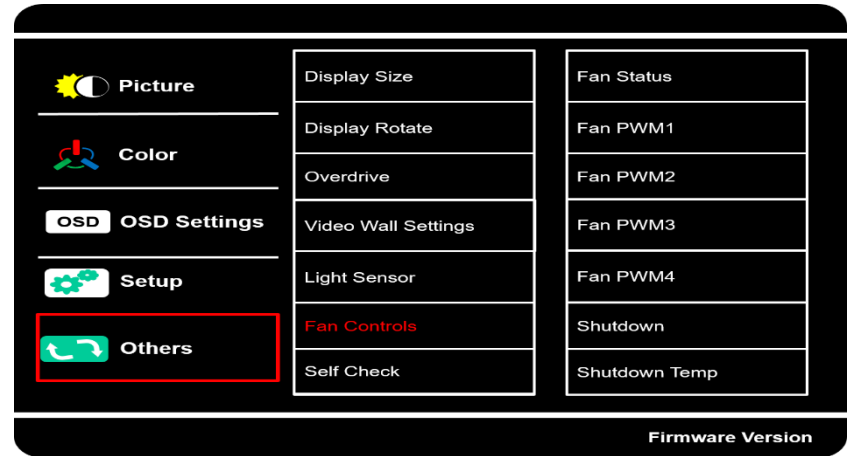 Picture
Color
OSD OSD Settings
Setup
Others
Display Size
Display Rotate
Overdrive
Video Wall Settings
Light Sensor
Fan Controls
Self Check
Fan Status
Fan PWM1
Fan PWM2
Fan PWM3
Fan PWM4
Shutdown
Shutdown Temp
Firmware Version